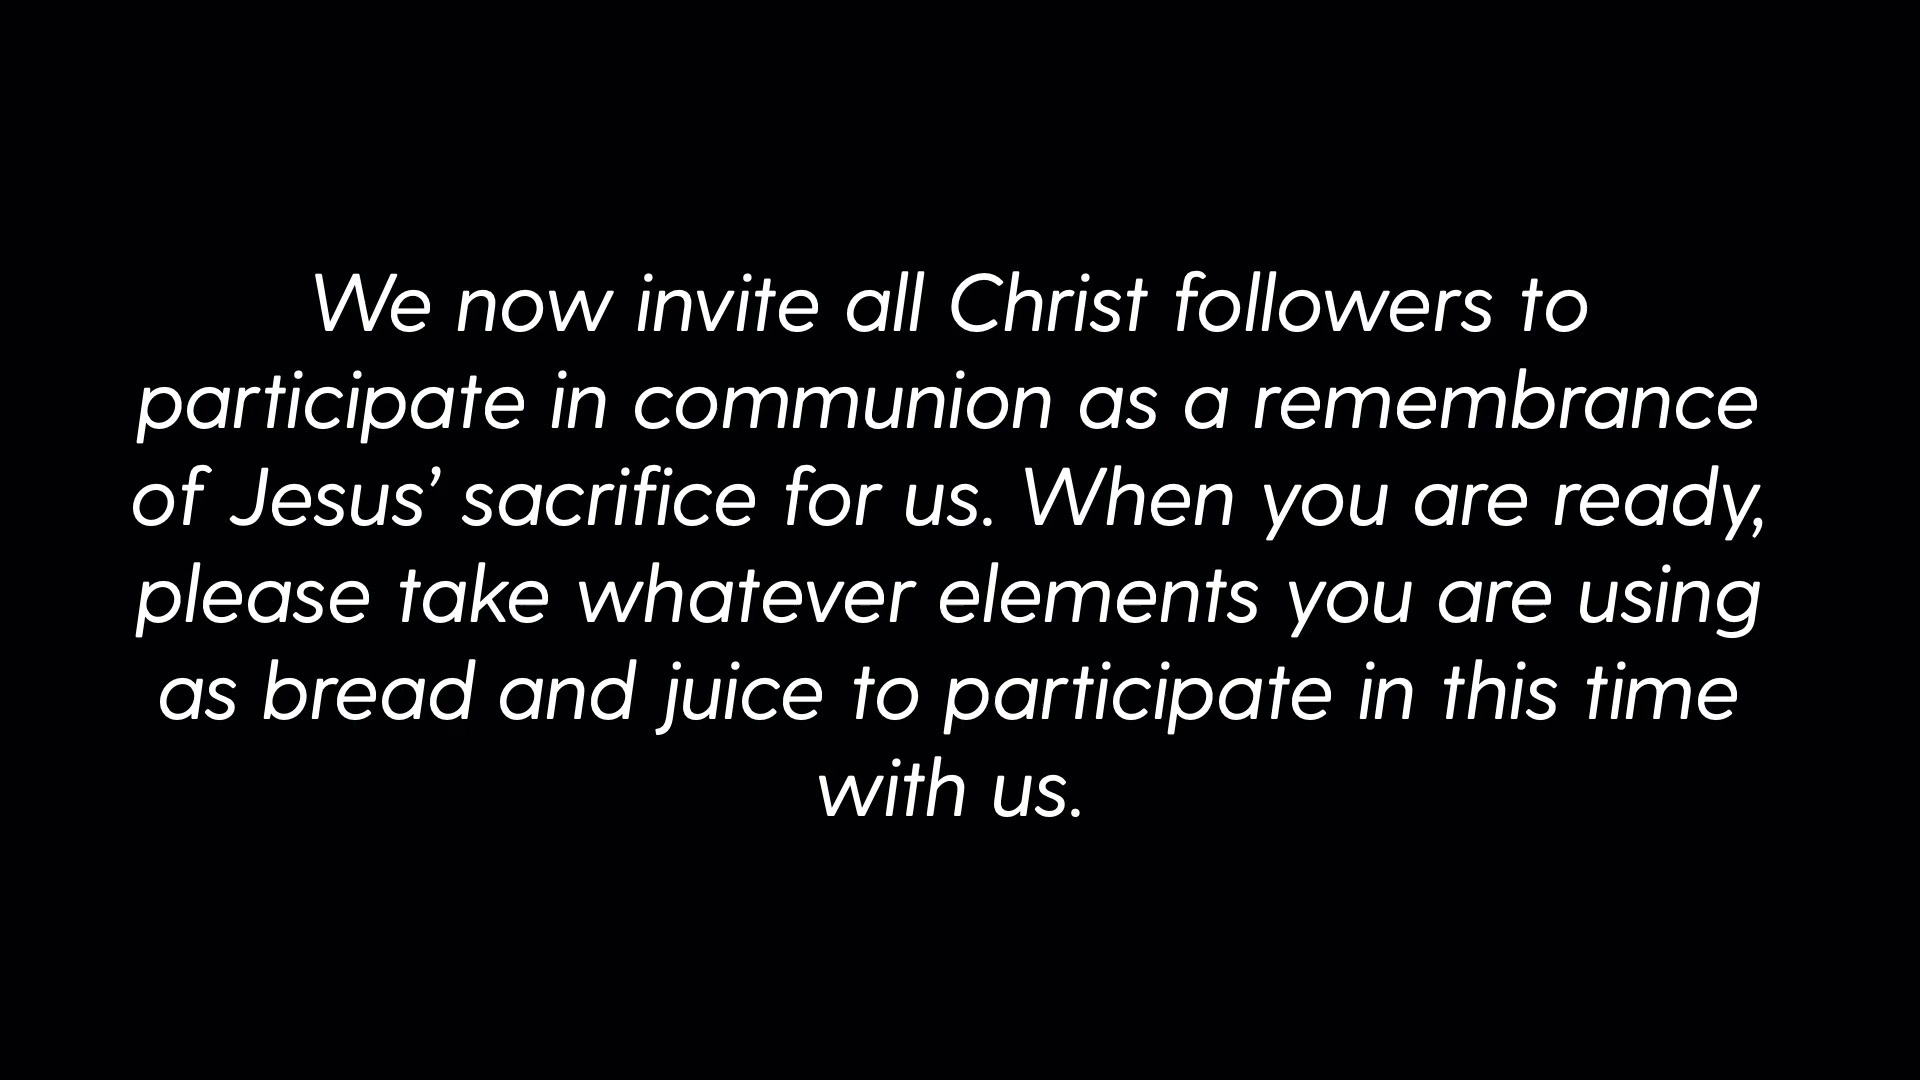 We now invite all Christ followers to
participate in communion as a remembrance
of Jesus’ sacrifice for us. When you are ready,
please take whatever elements you are using
as bread and juice to participate in this time
with us.